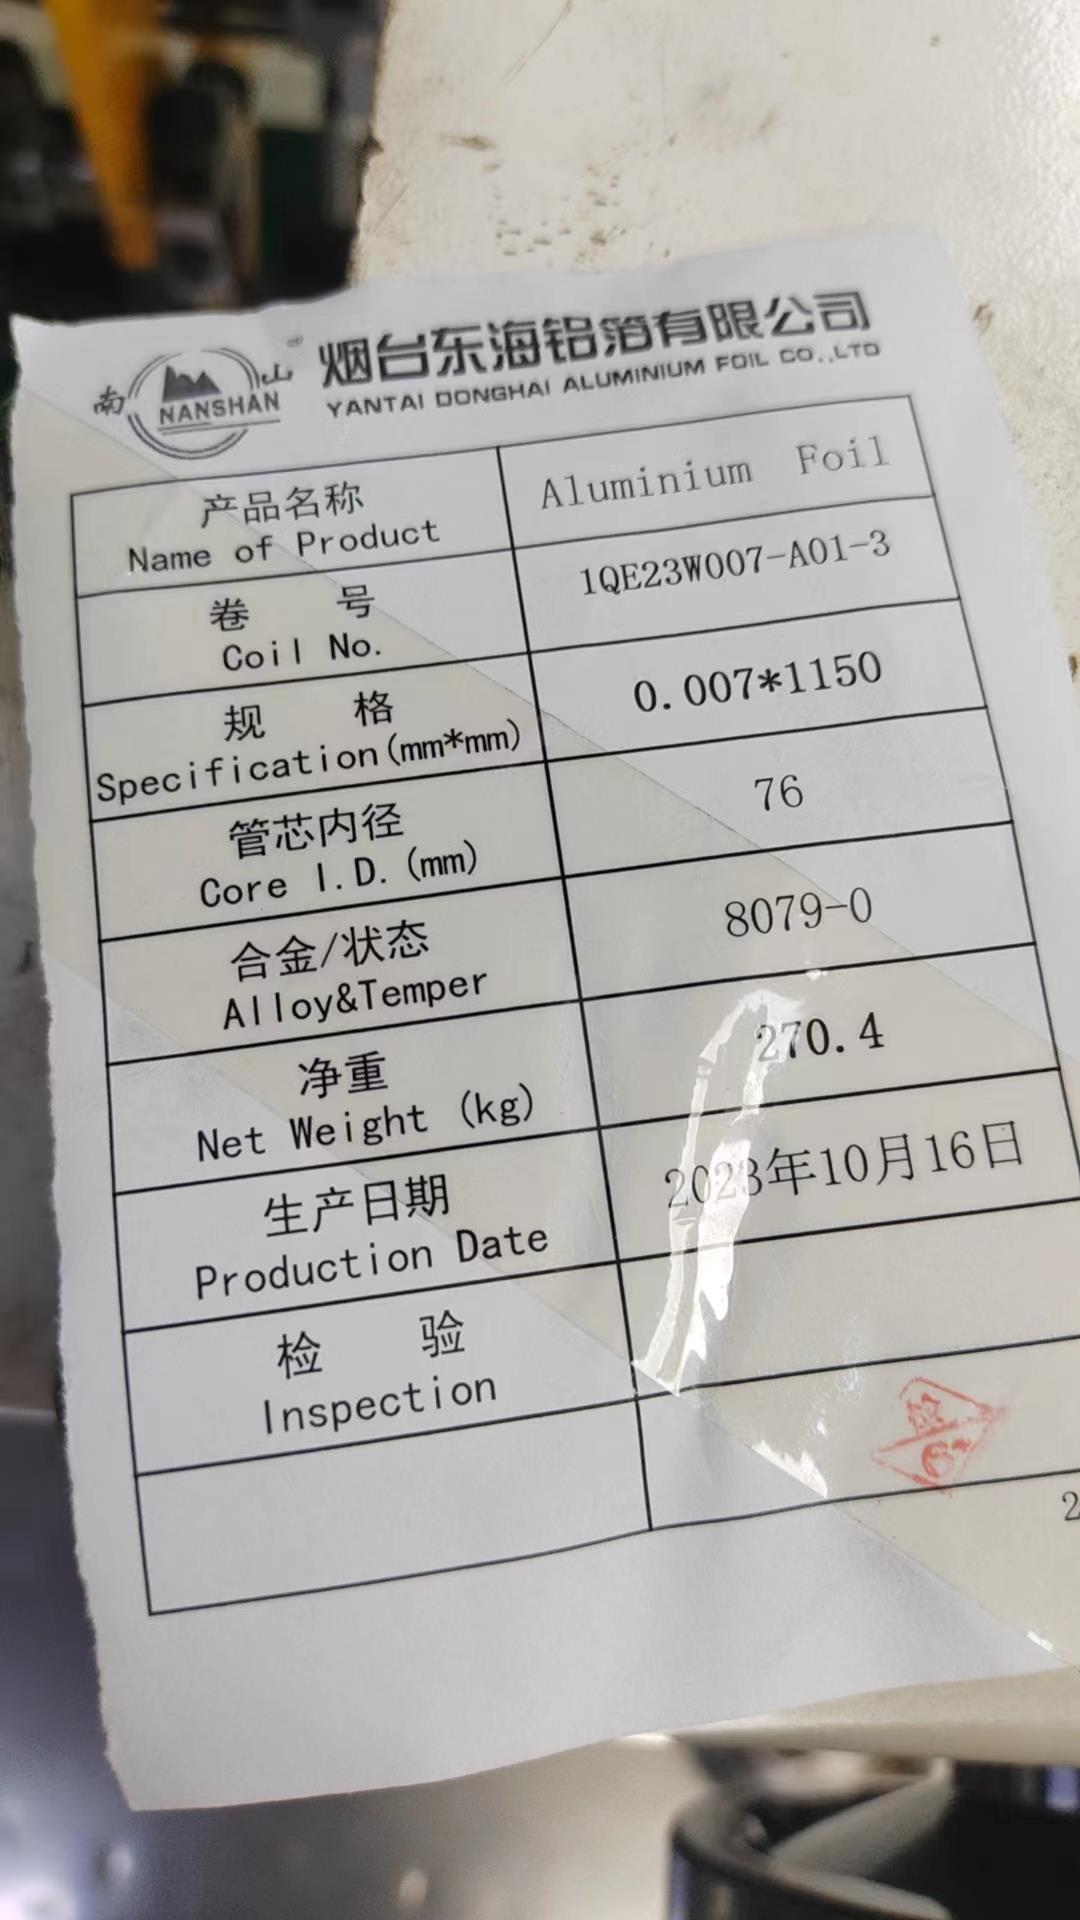 南 NANSHAN 山
烟台东海铝箔有限公司
YANTAI DONGHAI ALUMINIUM FOIL CO.,LTD
产品名称
Name of Product
Aluminium Foil
卷 号
Coil No.
1QE23W007-A01-3
规 格
Specification(mm*mm)
0.007*1150
管芯内径
Core I.D.(mm)
76
合金/状态
Alloy&Temper
8079-0
净重
Net Weight (kg)
270.4
生产日期
Production Date
2023年10月16日
检 验
Inspection
67
2